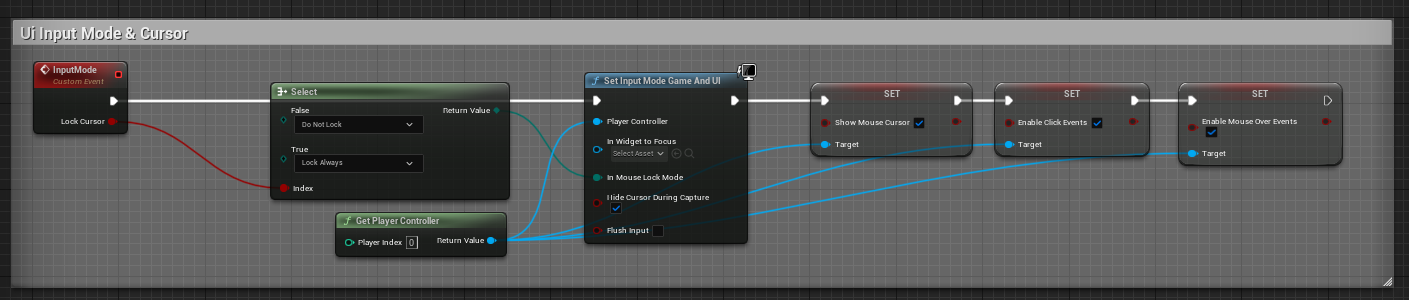 Ui Input Mode & Cursor
InputMode
Custom Event
Lock Cursor
Select
False
Do Not Lock
True
Lock Always
Index
Return Value
Get Player Controller
Player Index 0
Return Value
Set Input Mode Game And UI
Player Controller
In Widget to Focus
Select Asset
In Mouse Lock Mode
Hide Cursor During Capture
Flush Input
SET
Show Mouse Cursor
Target
SET
Enable Click Events
Target
SET
Enable Mouse Over Events
Target